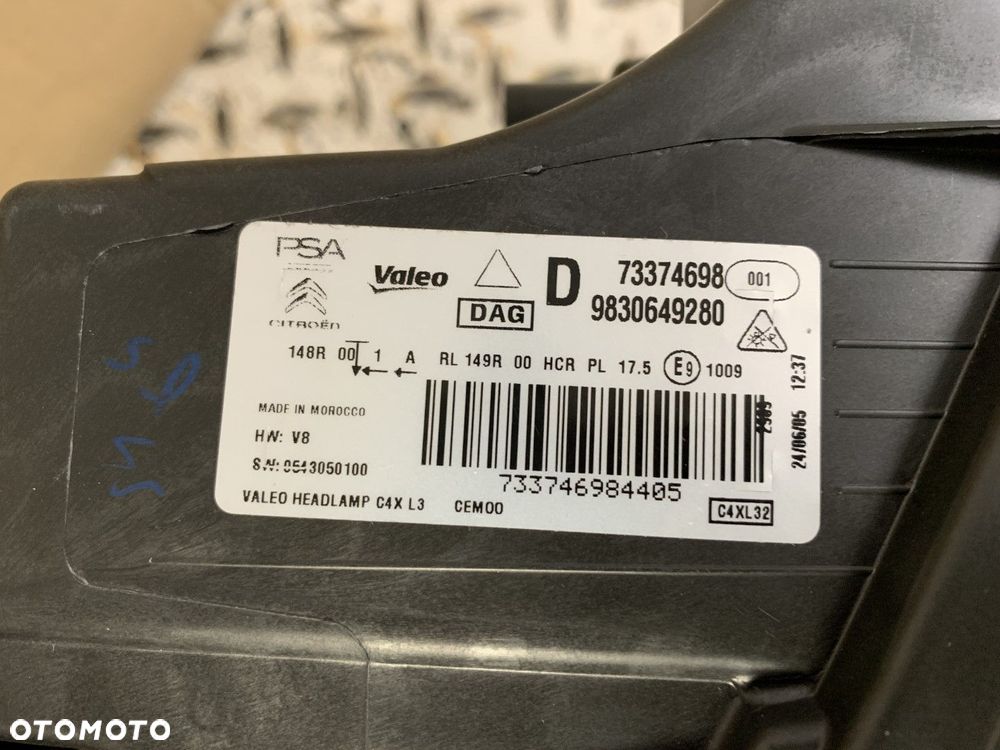 PSA
CITROËN
Valeo
DAG
D 73374698 001
9830649280
148R 00 1 A RL 149R 00 HCR PL 17.5 E9 1009
MADE IN MOROCCO
HW: V8
S.W: 0543050100
VALEO HEADLAMP C4X L3 CEM00
733746984405
C4XL32
24/06/05 12:37
OTOMOTO